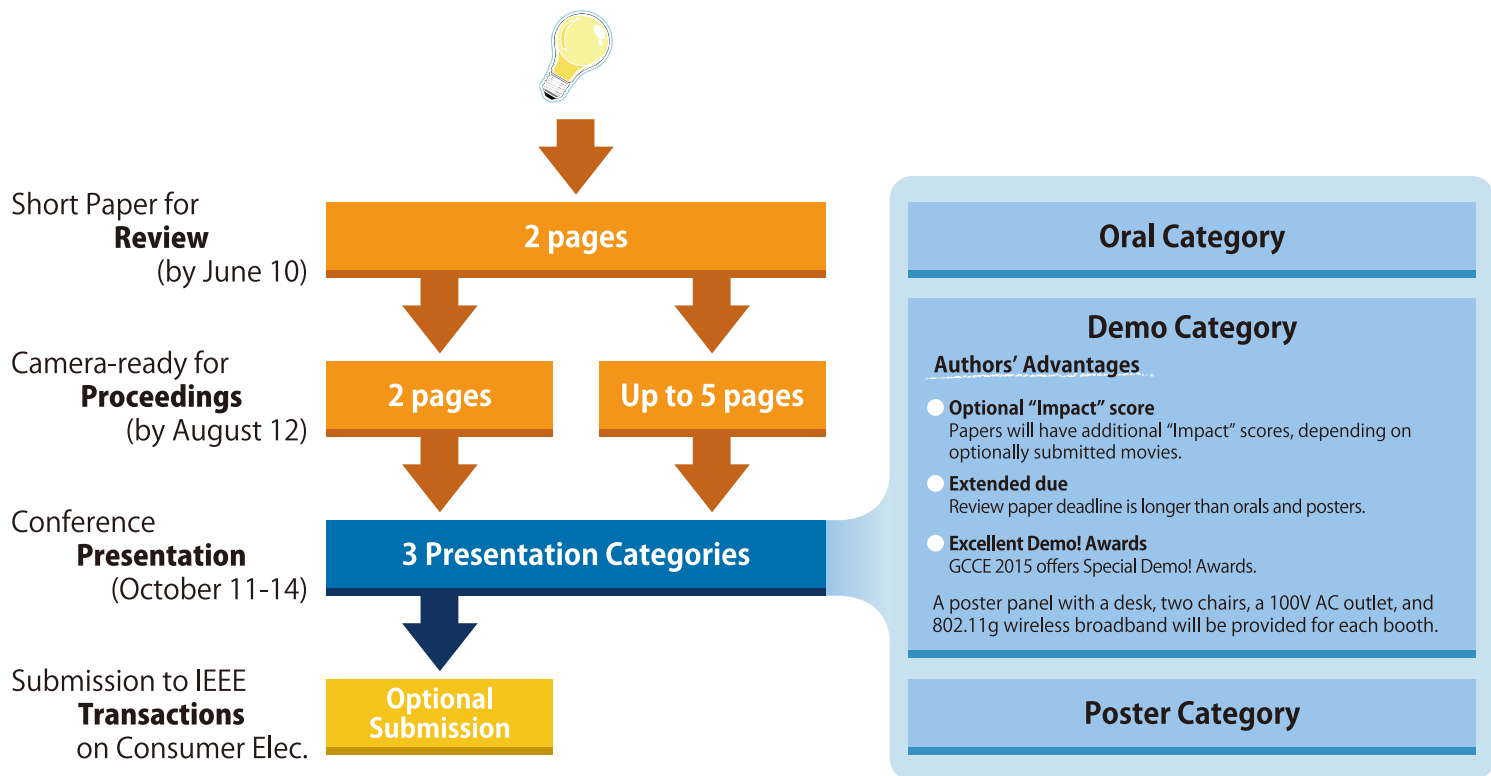 Short Paper for
Review
(by June 10)
2 pages
Camera-ready for
Proceedings
(by August 12)
2 pages
Up to 5 pages
Conference
Presentation
(October 11-14)
3 Presentation Categories
Submission to IEEE
Transactions
on Consumer Elec.
Optional
Submission
Oral Category
Demo Category
Authors’ Advantages
Optional “Impact” score
Papers will have additional “Impact” scores, depending on
optionally submitted movies.
Extended due
Review paper deadline is longer than orals and posters.
Excellent Demo! Awards
GCCE 2015 offers Special Demo! Awards.
A poster panel with a desk, two chairs, a 100V AC outlet, and
802.11g wireless broadband will be provided for each booth.
Poster Category